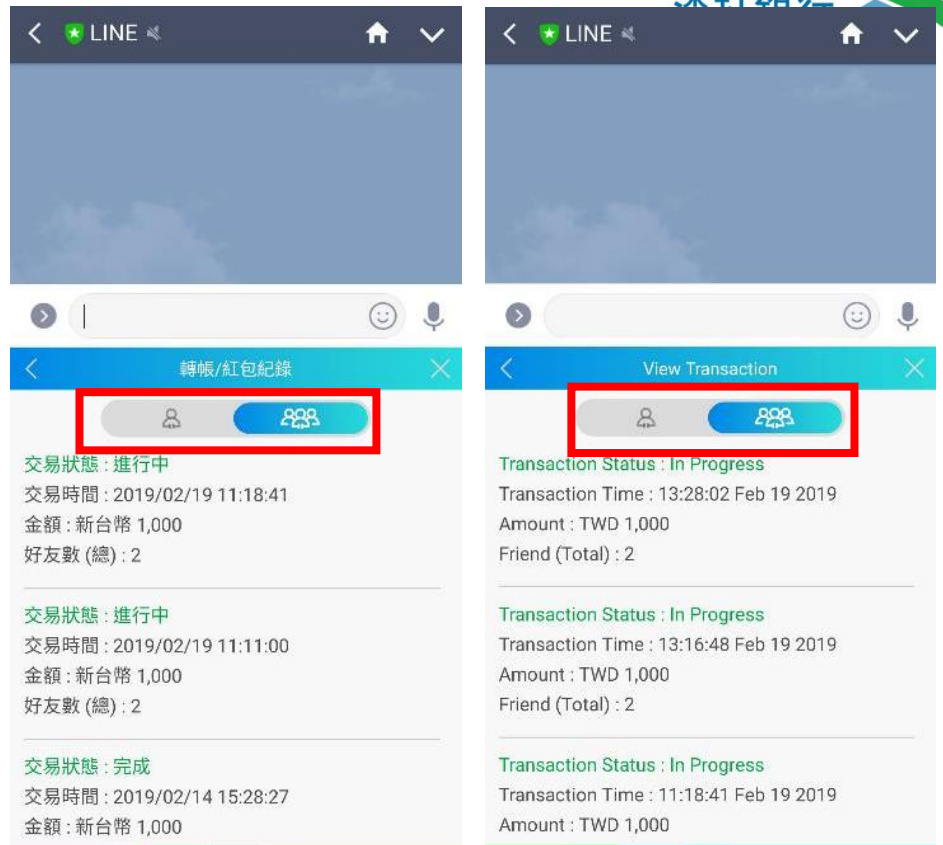 LINE
轉帳/紅包紀錄
交易狀態 : 進行中
交易時間 : 2019/02/19 11:18:41
金額 : 新台幣 1,000
好友數 (總) : 2
交易狀態 : 進行中
交易時間 : 2019/02/19 11:11:00
金額 : 新台幣 1,000
好友數 (總) : 2
交易狀態 : 完成
交易時間 : 2019/02/14 15:28:27
金額 : 新台幣 1,000
渣打銀行
LINE
View Transaction
Transaction Status : In Progress
Transaction Time : 13:28:02 Feb 19 2019
Amount : TWD 1,000
Friend (Total) : 2
Transaction Status : In Progress
Transaction Time : 13:16:48 Feb 19 2019
Amount : TWD 1,000
Friend (Total) : 2
Transaction Status : In Progress
Transaction Time : 11:18:41 Feb 19 2019
Amount : TWD 1,000